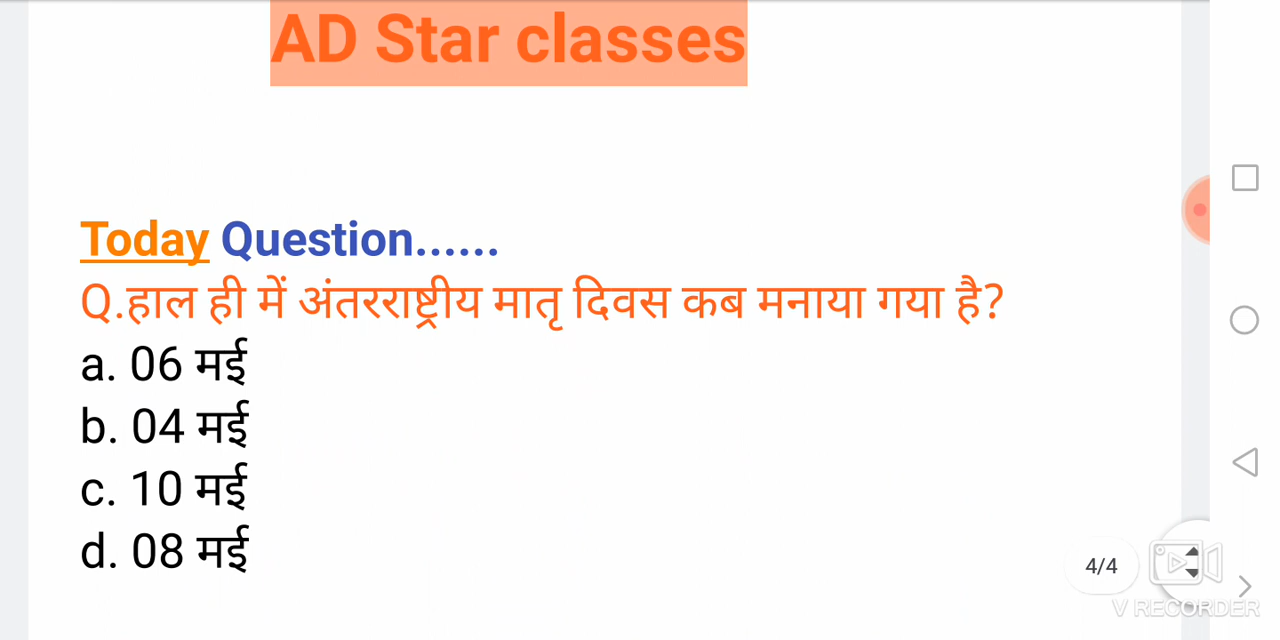 AD Star classes
Today Question......
Q.हाल ही में अंतरराष्ट्रीय मातृ दिवस कब मनाया गया है?
a. 06 मई
b. 04 मई
c. 10 मई
d. 08 मई
4/4
V RECORDER